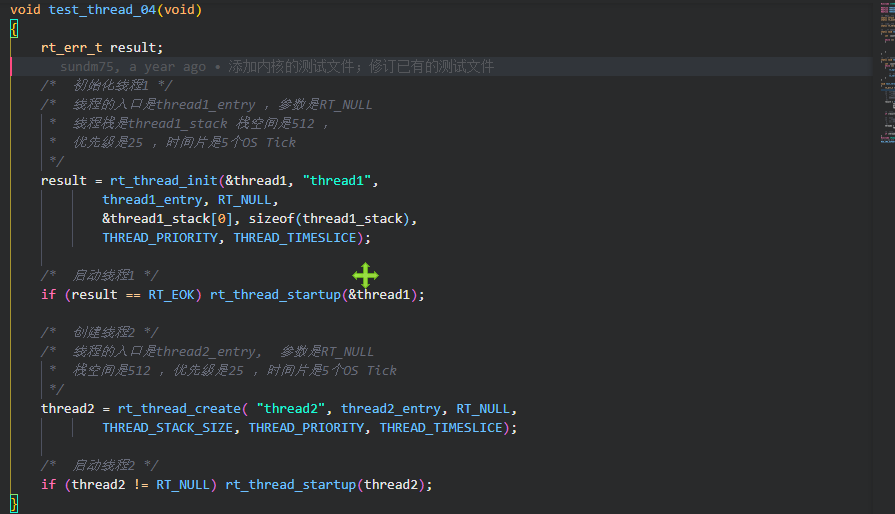 void test_thread_04(void)
{
rt_err_t result;
sundm75, a year ago • 添加内核的测试文件；修订已有的测试文件
/* 初始化线程1 */
/* 线程的入口是thread1_entry , 参数是RT_NULL
* 线程栈是thread1_stack 栈空间是512 ,
* 优先级是25 , 时间片是5个OS Tick
*/
result = rt_thread_init(&thread1, "thread1",
thread1_entry, RT_NULL,
&thread1_stack[0], sizeof(thread1_stack),
THREAD_PRIORITY, THREAD_TIMESLICE);
/* 启动线程1 */
if (result == RT_EOK) rt_thread_startup(&thread1);
/* 创建线程2 */
/* 线程的入口是thread2_entry, 参数是RT_NULL
* 栈空间是512 , 优先级是25 , 时间片是5个OS Tick
*/
thread2 = rt_thread_create( "thread2", thread2_entry, RT_NULL,
THREAD_STACK_SIZE, THREAD_PRIORITY, THREAD_TIMESLICE);
/* 启动线程2 */
if (thread2 != RT_NULL) rt_thread_startup(thread2);
}